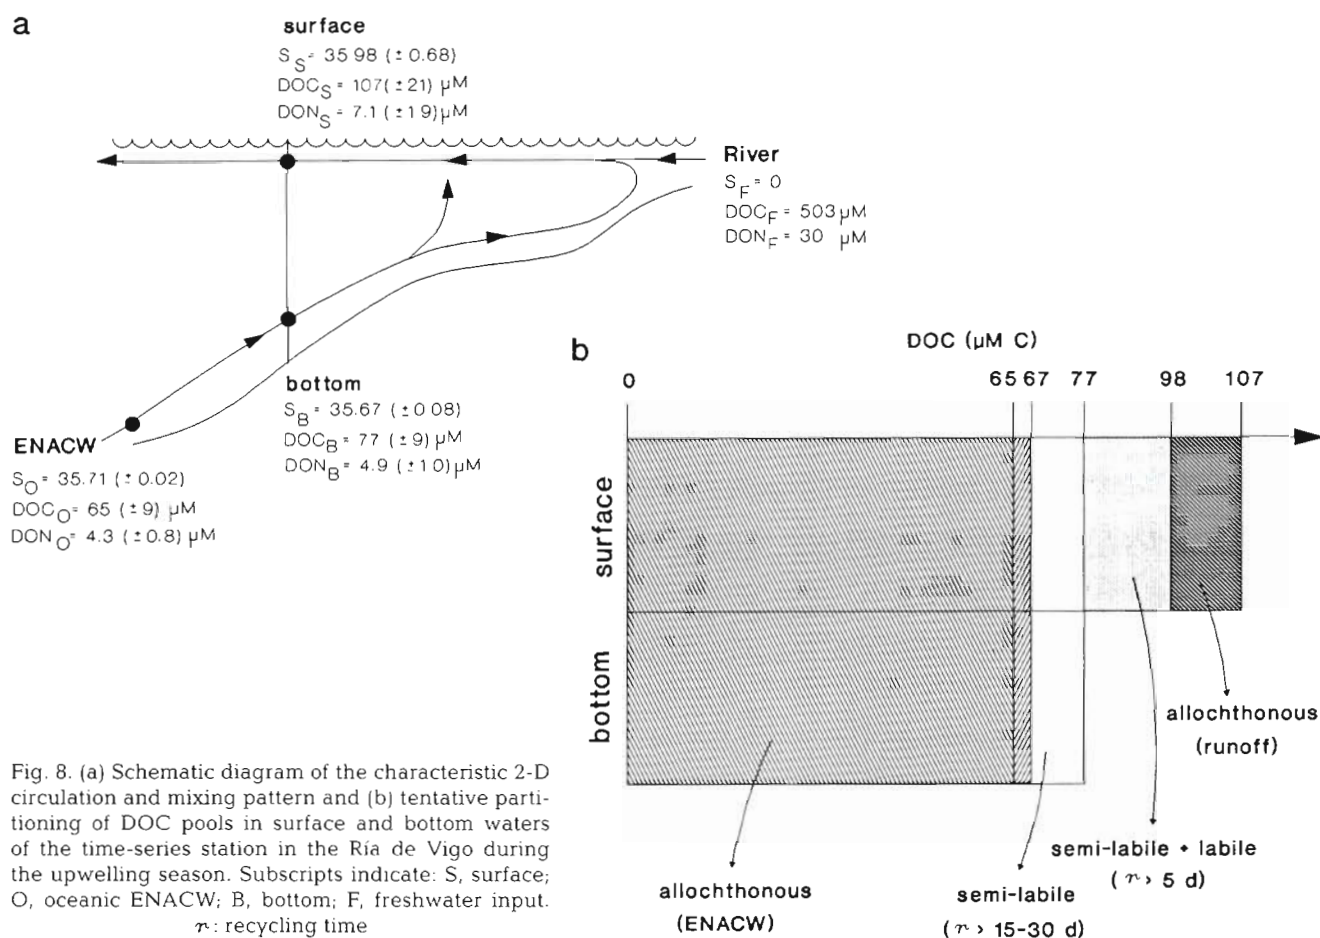 a
surface
S_S = 35 98 (± 0.68)
DOC_S = 107(±21) µM
DON_S = 7.1 (±1 9) µM
River
S_F = 0
DOC_F = 503 µM
DON_F = 30 µM
bottom
S_B = 35.67 (±0 08)
DOC_B = 77 (±9) µM
DON_B = 4.9 (±1 0) µM
ENACW
S_O = 35.71 (±0.02)
DOC_O = 65 (±9) µM
DON_O = 4.3 (±0.8) µM
b
DOC (µM C)
0 65 67 77 98 107
surface
bottom
allochthonous
(runoff)
semi-labile + labile
(τ > 5 d)
semi-labile
(τ > 15-30 d)
allochthonous
(ENACW)
Fig. 8. (a) Schematic diagram of the characteristic 2-D
circulation and mixing pattern and (b) tentative parti-
tioning of DOC pools in surface and bottom waters
of the time-series station in the Ría de Vigo during
the upwelling season. Subscripts indicate: S, surface;
O, oceanic ENACW; B, bottom; F, freshwater input.
τ: recycling time